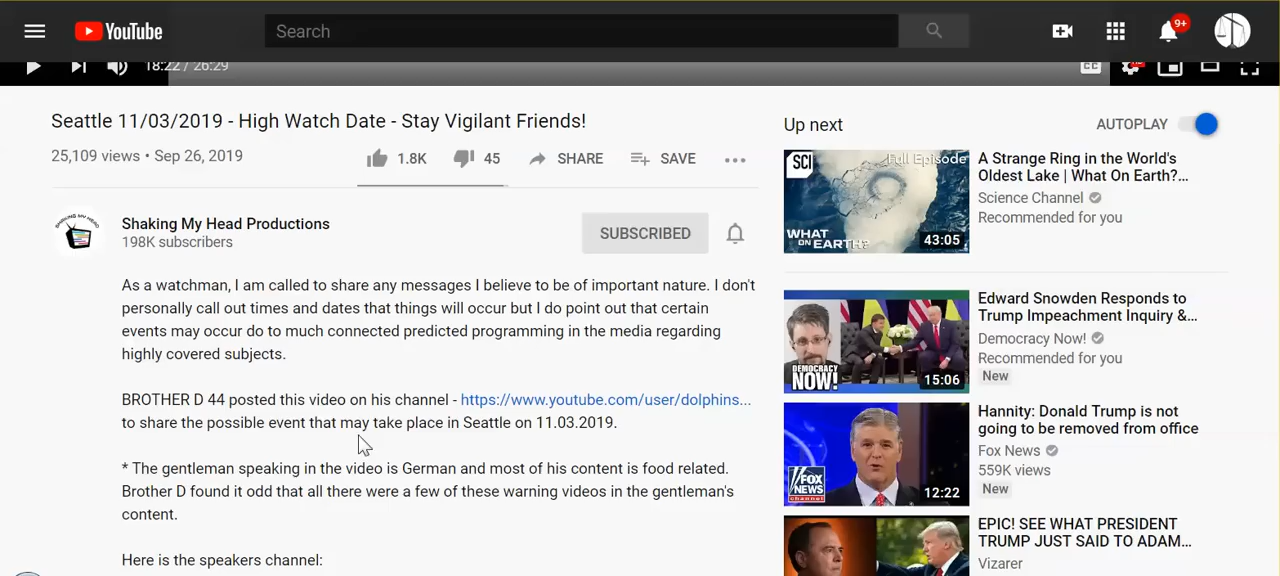 YouTube
Search
9+
18:22 / 26:29
CC
HD
Seattle 11/03/2019 - High Watch Date - Stay Vigilant Friends!
25,109 views • Sep 26, 2019
1.8K
45
SHARE
SAVE
SHAKING MY HEAD
Shaking My Head Productions
198K subscribers
SUBSCRIBED
As a watchman, I am called to share any messages I believe to be of important nature. I don't
personally call out times and dates that things will occur but I do point out that certain
events may occur do to much connected predicted programming in the media regarding
highly covered subjects.
BROTHER D 44 posted this video on his channel - https://www.youtube.com/user/dolphins...
to share the possible event that may take place in Seattle on 11.03.2019.
* The gentleman speaking in the video is German and most of his content is food related.
Brother D found it odd that all there were a few of these warning videos in the gentleman's
content.
Here is the speakers channel:
Up next
AUTOPLAY
SCI
Full Episode
WHAT
ON EARTH?
43:05
A Strange Ring in the World's
Oldest Lake | What On Earth?...
Science Channel
Recommended for you
DEMOCRACY
NOW!
15:06
Edward Snowden Responds to
Trump Impeachment Inquiry &...
Democracy Now!
Recommended for you
New
FOX
NEWS
channel
12:22
Hannity: Donald Trump is not
going to be removed from office
Fox News
559K views
New
EPIC! SEE WHAT PRESIDENT
TRUMP JUST SAID TO ADAM...
Vizarer